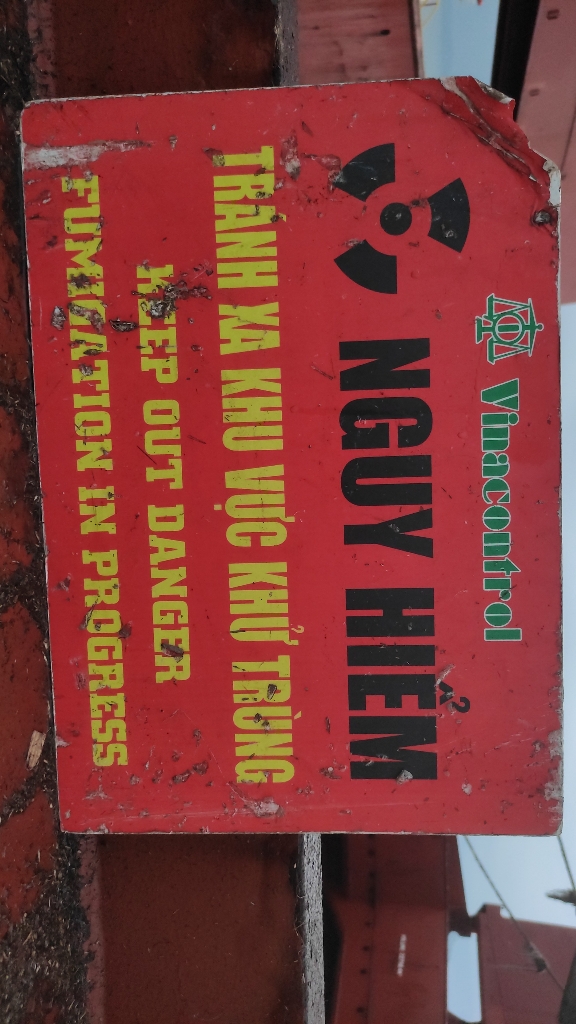 Vinacontrol
NGUY HIỂM
TRÁNH XA KHU VỰC KHỬ TRÙNG
KEEP OUT DANGER
FUMIGATION IN PROGRESS